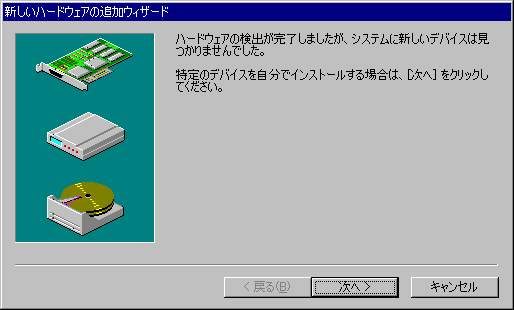 新しいハードウェアの追加ウィザード
ハードウェアの検出が完了しましたが、システムに新しいデバイスは見
つかりませんでした。
特定のデバイスを自分でインストールする場合は、[次へ] をクリックし
てください。
< 戻る(B)
次へ >
キャンセル